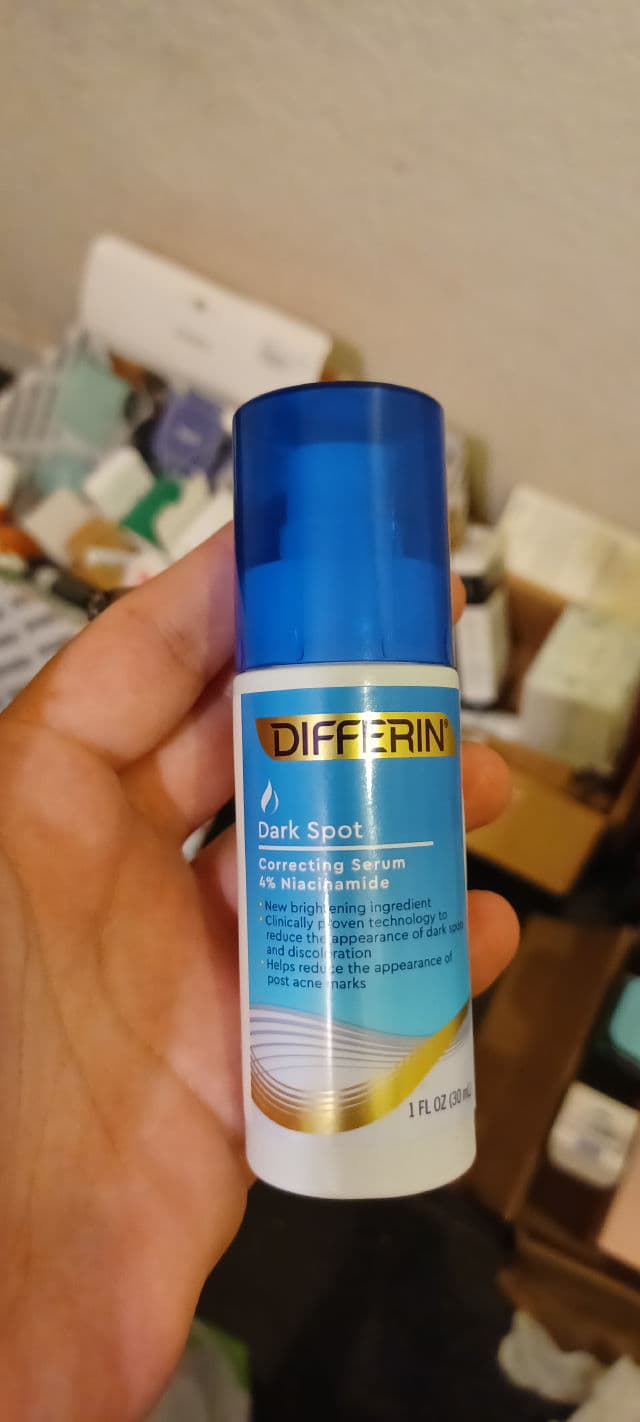 DIFFERIN®
Dark Spot
Correcting Serum
4% Niacinamide
• New brightening ingredient
• Clinically proven technology to
reduce the appearance of dark spots
and discoloration
• Helps reduce the appearance of
post acne marks
1 FL OZ (30 mL)